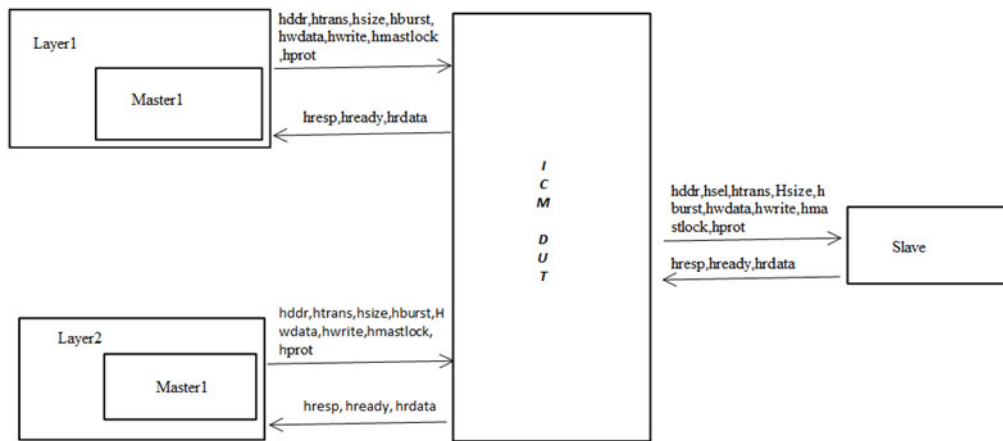 Layer1
Master1
hddr,htrans,hsize,hburst,
hwdata,hwrite,hmastlock
,hprot
hresp,hready,hrdata
I
C
M
D
U
T
hddr,hsel,htrans,Hsize,h
burst,hwdata,hwrite,hma
stlock,hprot
hresp,hready,hrdata
Slave
Layer2
Master1
hddr,htrans,hsize,hburst,H
wdata,hwrite,hmastlock,
hprot
hresp, hready, hrdata